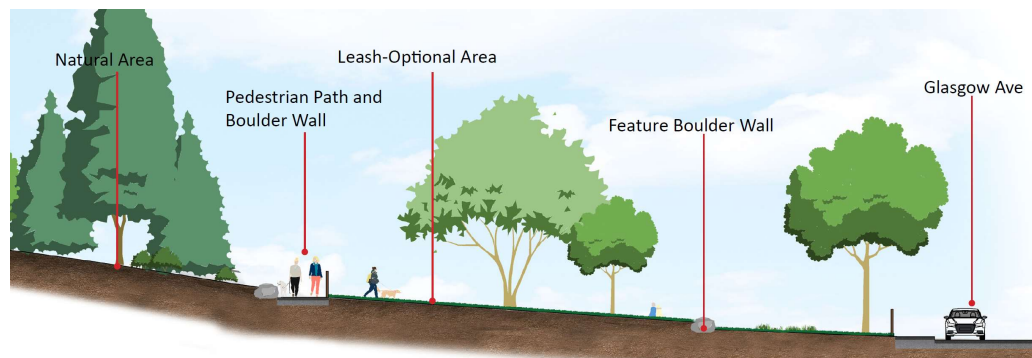 Natural Area
Leash-Optional Area
Pedestrian Path and
Boulder Wall
Feature Boulder Wall
Glasgow Ave